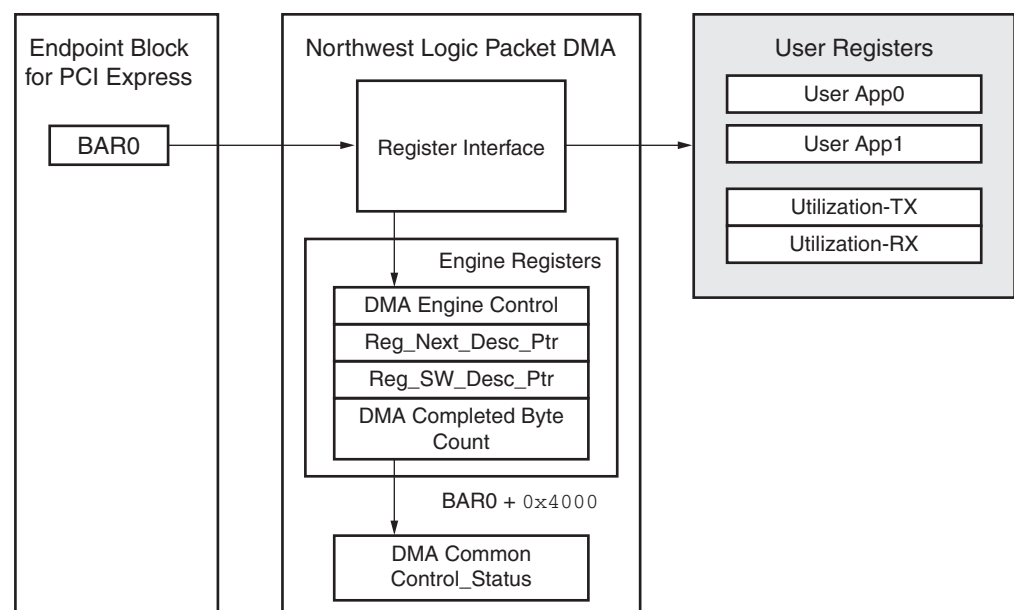 Endpoint Block
for PCI Express
BAR0
Northwest Logic Packet DMA
Register Interface
Engine Registers
DMA Engine Control
Reg_Next_Desc_Ptr
Reg_SW_Desc_Ptr
DMA Completed Byte
Count
BAR0 + 0x4000
DMA Common
Control_Status
User Registers
User App0
User App1
Utilization-TX
Utilization-RX